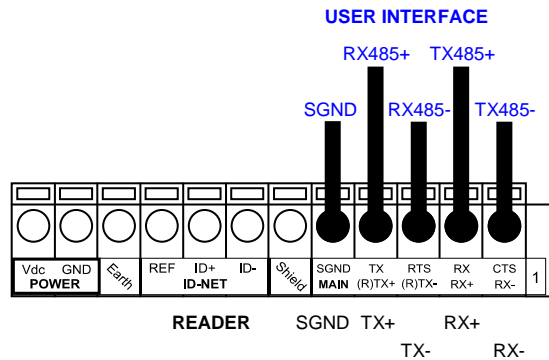 USER INTERFACE
RX485+ TX485+
SGND RX485- TX485-
Vdc GND Earth REF ID+ ID- Shield SGND TX RTS RX CTS 1
POWER ID-NET MAIN (R)TX+ (R)TX- RX+ RX-
READER SGND TX+ RX+
TX- RX-